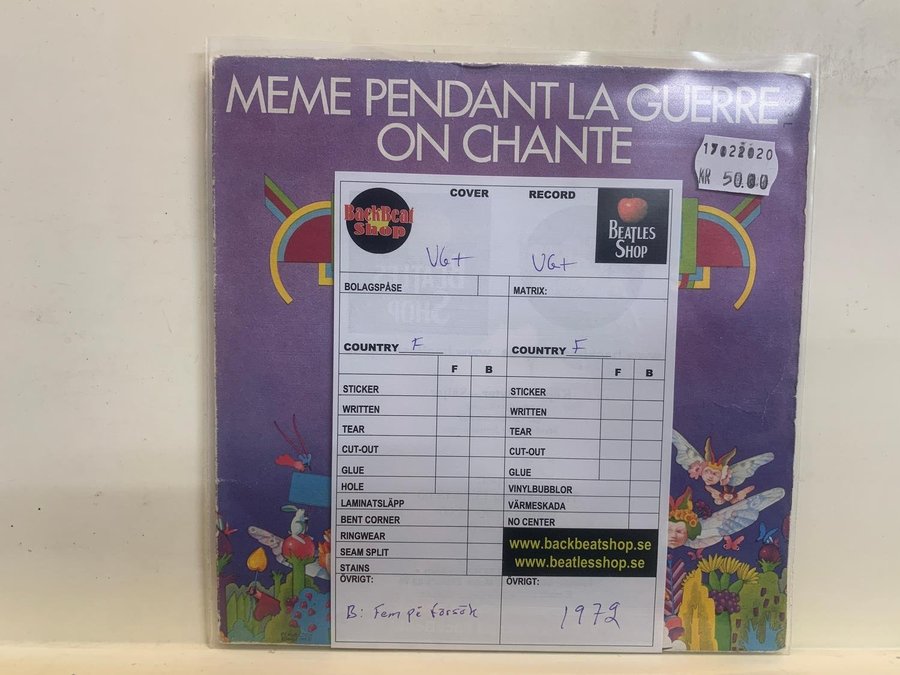 MEME PENDANT LA GUERRE
ON CHANTE
17022020
KR 50.00
COVER
RECORD
BackBeat
Shop
BEATLES
SHOP
VG+
VG+
BOLAGSPÅSE
MATRIX:
COUNTRY F
COUNTRY F
F B
F B
STICKER
STICKER
WRITTEN
WRITTEN
TEAR
TEAR
CUT-OUT
CUT-OUT
GLUE
GLUE
HOLE
VINYLBUBBLOR
LAMINATSLÄPP
VÄRMESKADA
BENT CORNER
NO CENTER
RINGWEAR
SEAM SPLIT
STAINS
www.backbeatshop.se
www.beatlesshop.se
ÖVRIGT:
ÖVRIGT:
B: Fem på försök
1972